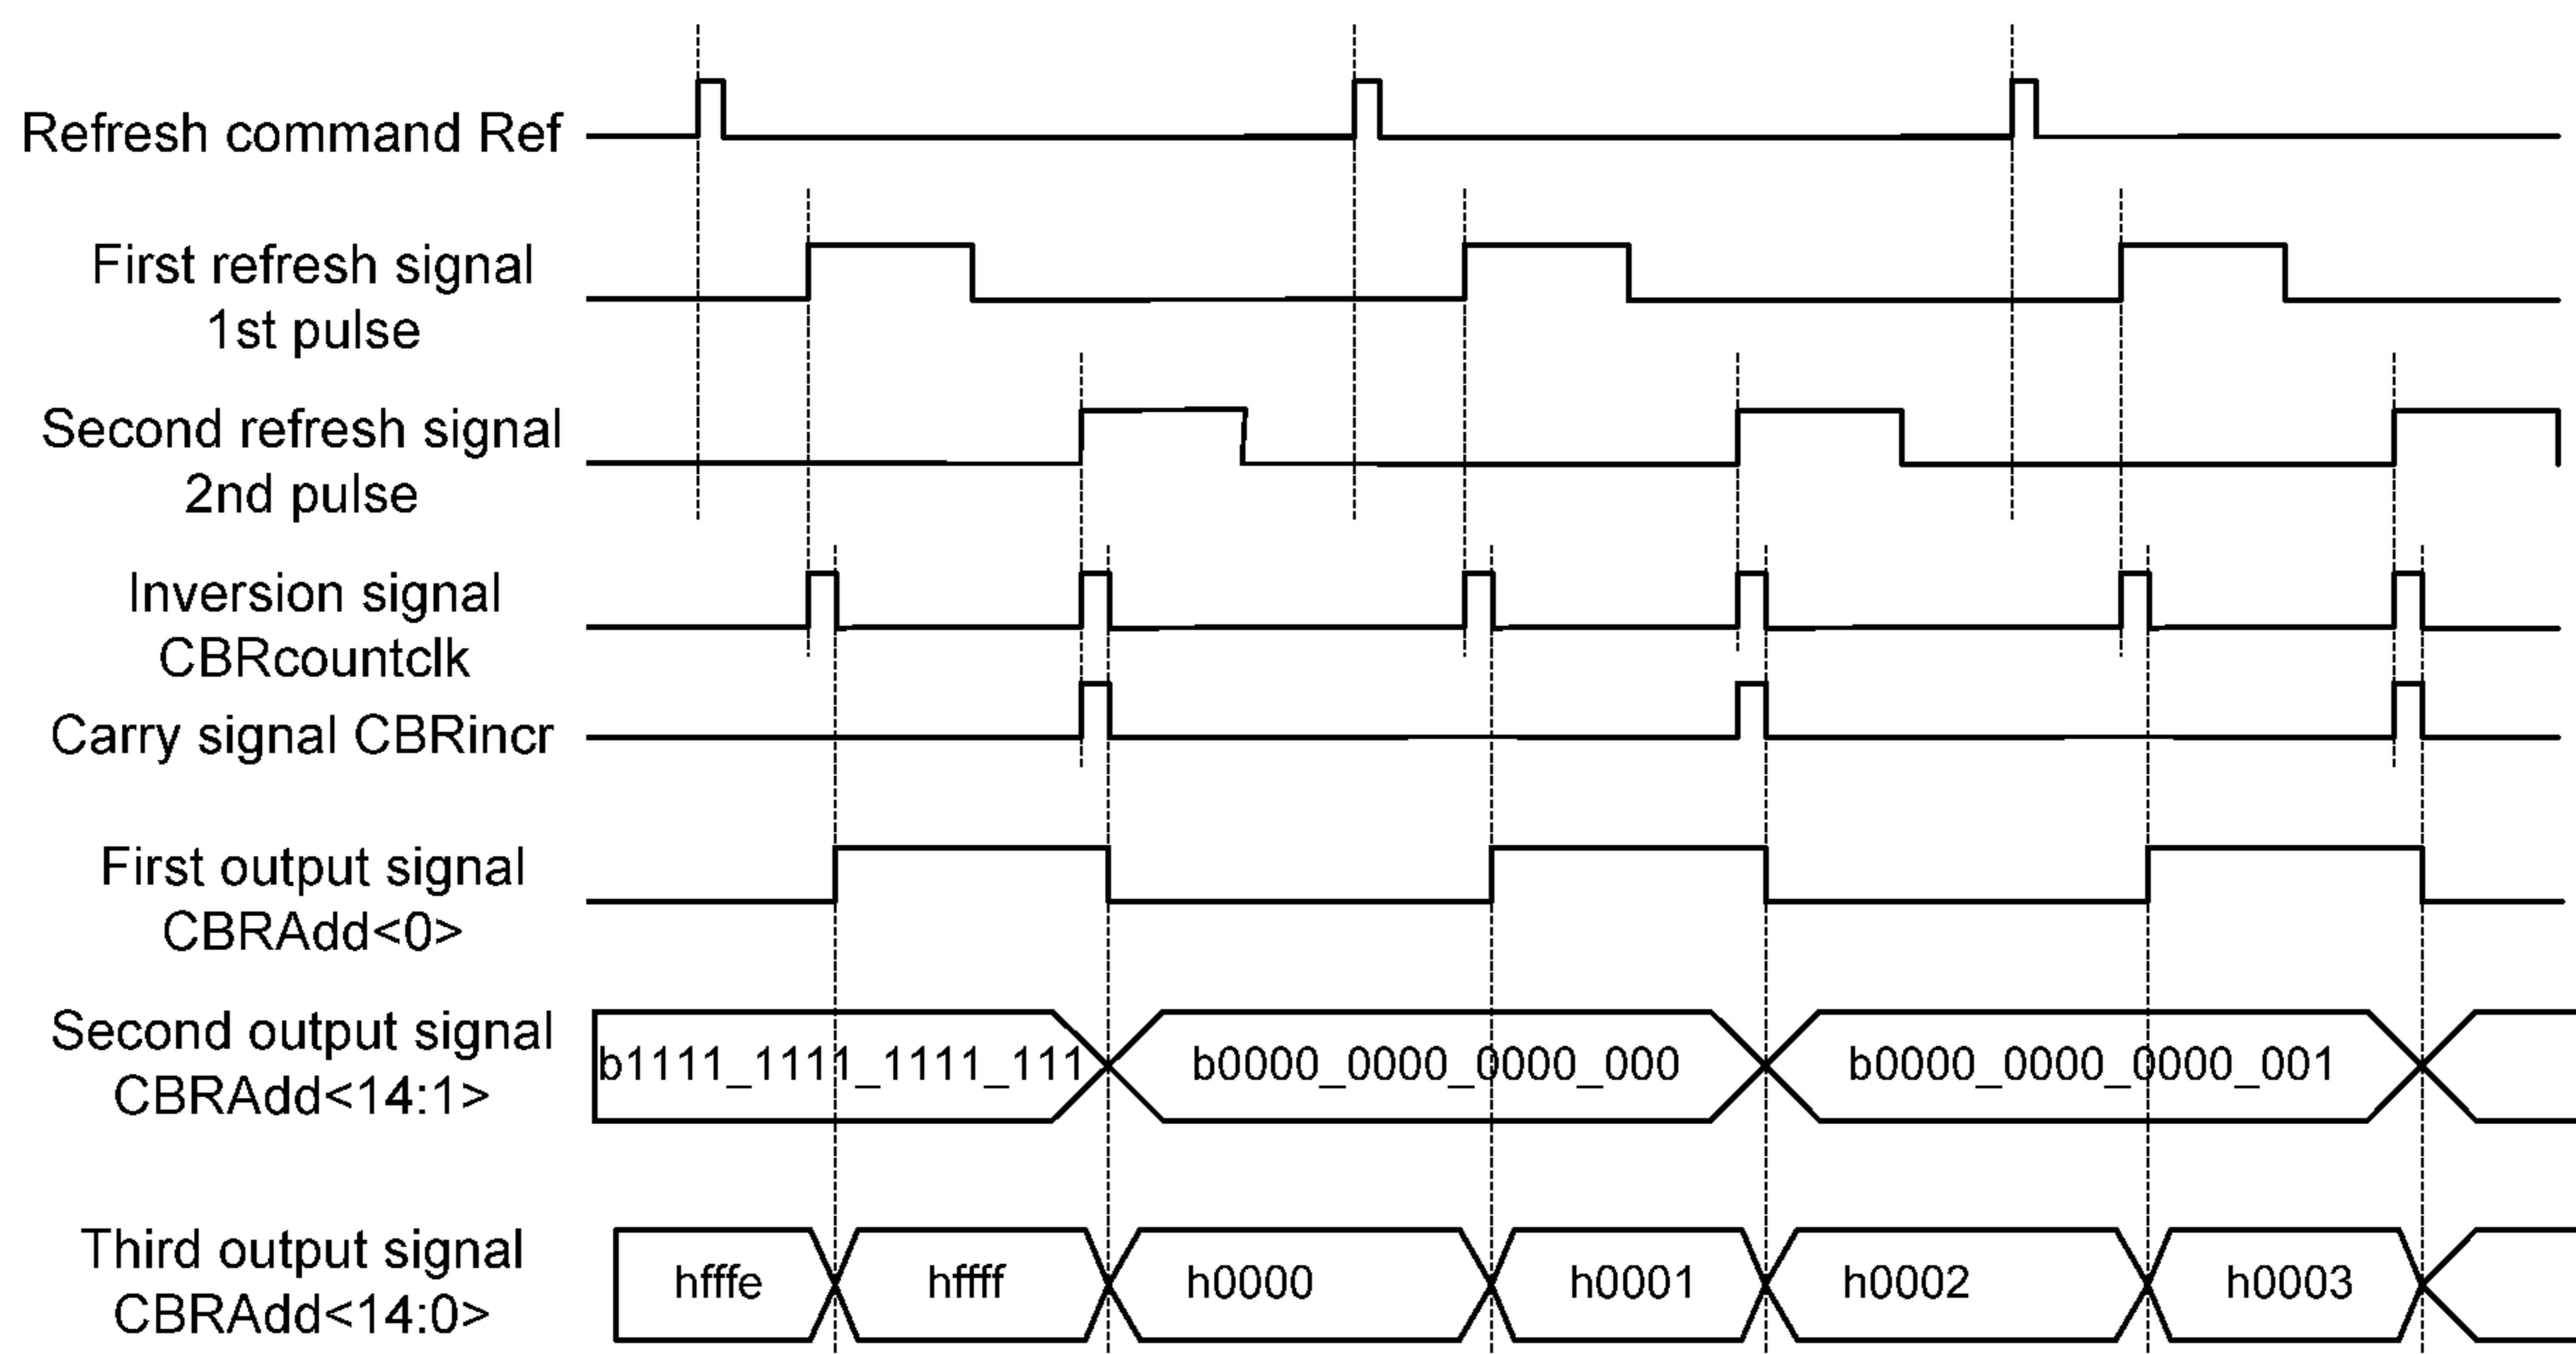 Refresh command Ref
First refresh signal
1st pulse
Second refresh signal
2nd pulse
Inversion signal
CBRcountclk
Carry signal CBRincr
First output signal
CBRAdd<0>
Second output signal
CBRAdd<14:1>
b1111_1111_1111_111
b0000_0000_0000_000
b0000_0000_0000_001
Third output signal
CBRAdd<14:0>
hfffe
hffff
h0000
h0001
h0002
h0003